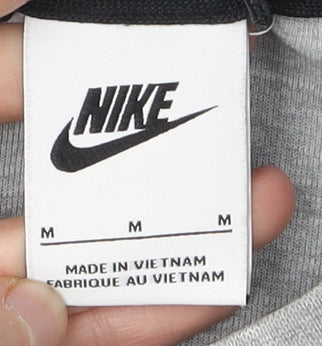 NIKE
M M M
MADE IN VIETNAM
FABRIQUE AU VIETNAM